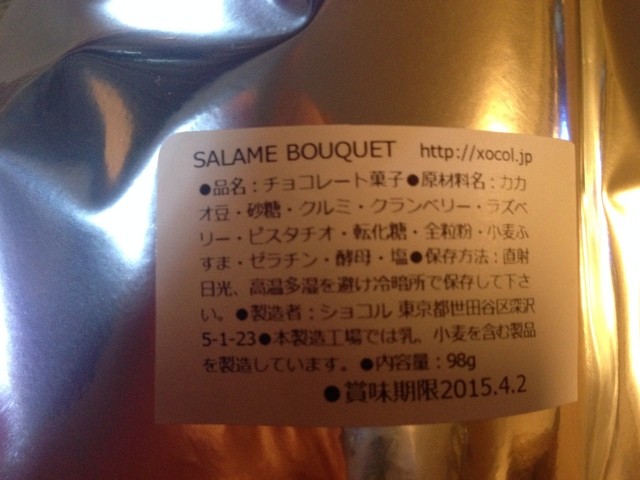 SALAME BOUQUET http://xocol.jp
●品名：チョコレート菓子●原材料名：カカ
オ豆・砂糖・クルミ・クランベリー・ラズベ
リー・ピスタチオ・転化糖・全粒粉・小麦ふ
すま・ゼラチン・酵母・塩●保存方法：直射
日光、高温多湿を避け冷暗所で保存して下さ
い。●製造者：ショコル 東京都世田谷区深沢
5-1-23●本製造工場では乳、小麦を含む製品
を製造しています。●内容量：98g
●賞味期限2015.4.2